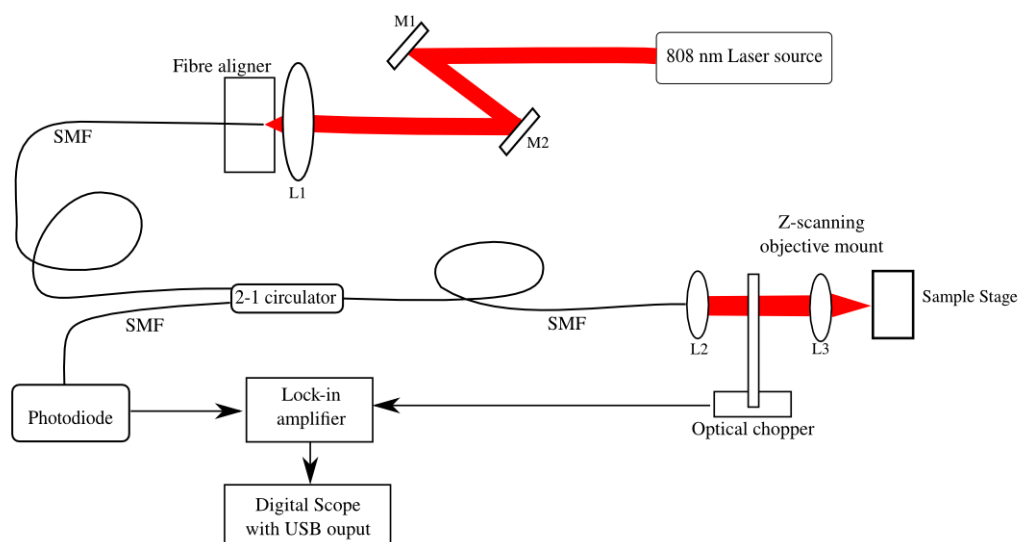 M1
808 nm Laser source
Fibre aligner
SMF
M2
L1
Z-scanning
objective mount
2-1 circulator
SMF
SMF
L2
L3
Sample Stage
Photodiode
Lock-in
amplifier
Optical chopper
Digital Scope
with USB ouput